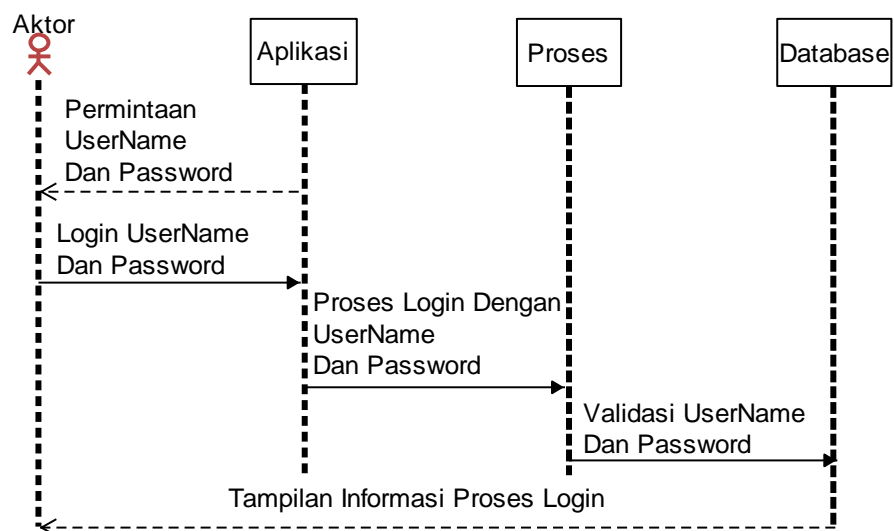 Aktor
Aplikasi
Proses
Database
Permintaan
UserName
Dan Password
Login UserName
Dan Password
Proses Login Dengan
UserName
Dan Password
Validasi UserName
Dan Password
Tampilan Informasi Proses Login